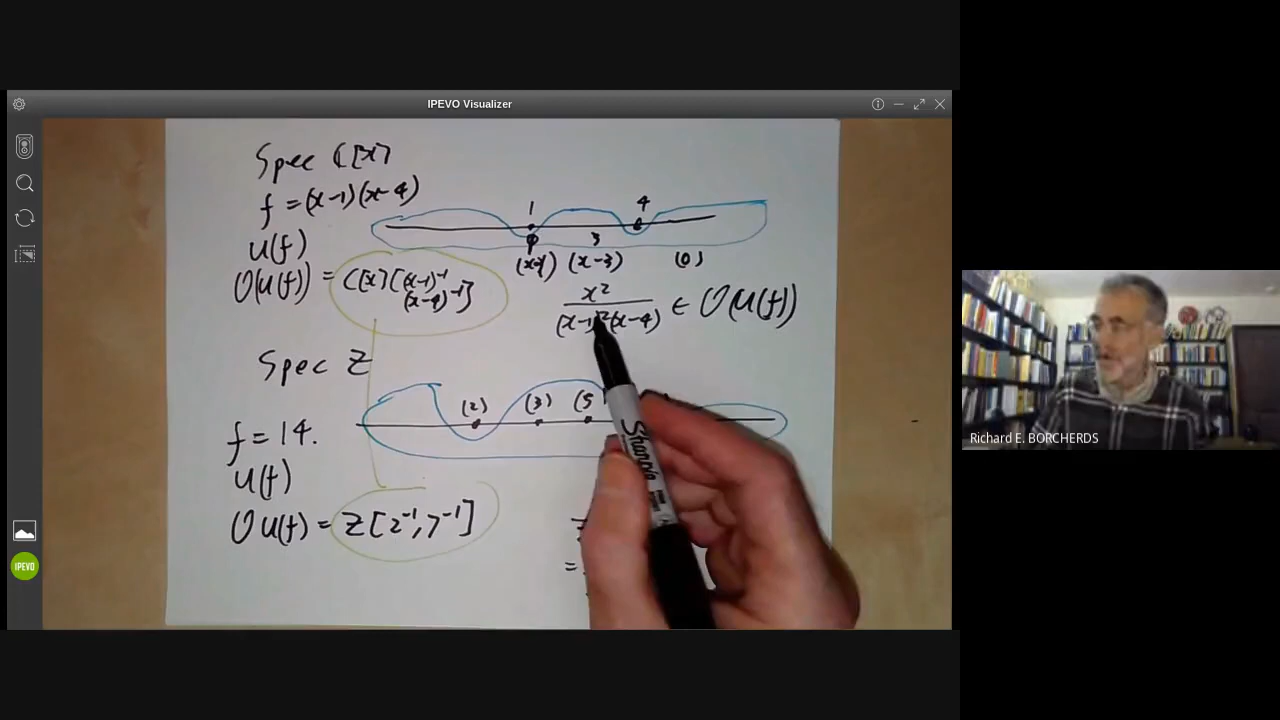 IPEVO Visualizer
Spec ℂ[x]
f = (x-1)(x-4)
U(f)
O(U(f)) = ℂ[x][(x-1)⁻¹
(x-4)⁻¹]
1 4
3
(x-1) (x-3) (0)
x²
(x-1)²(x-4) ∈ O(U(f))
Spec Z
(2) (3) (5
f = 14.
U(f)
O U(f) = Z[2⁻¹, 7⁻¹]
=
Sharpie
IPEVO
Richard E. BORCHERDS